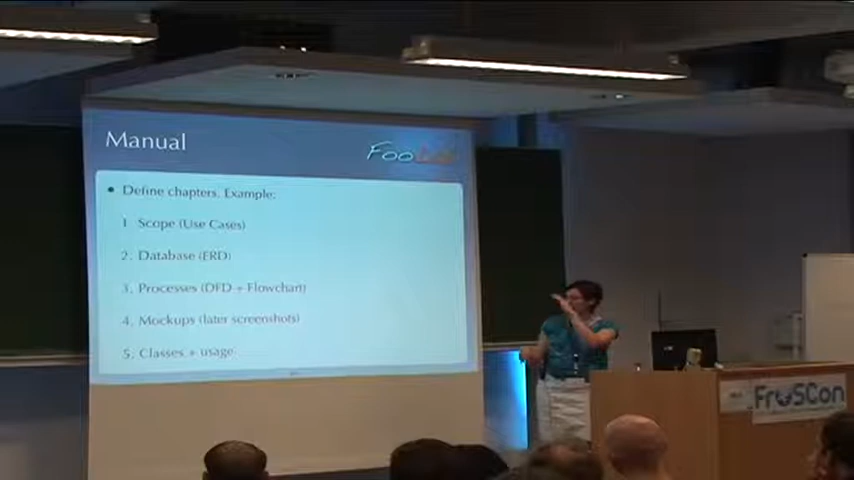 Manual
Foo
• Define chapters. Example:
1 Scope (Use Cases)
2. Database (ERD)
3. Processes (DFD + Flowchart)
4. Mockups (later screenshots)
5. Classes + usage
FrOSCon